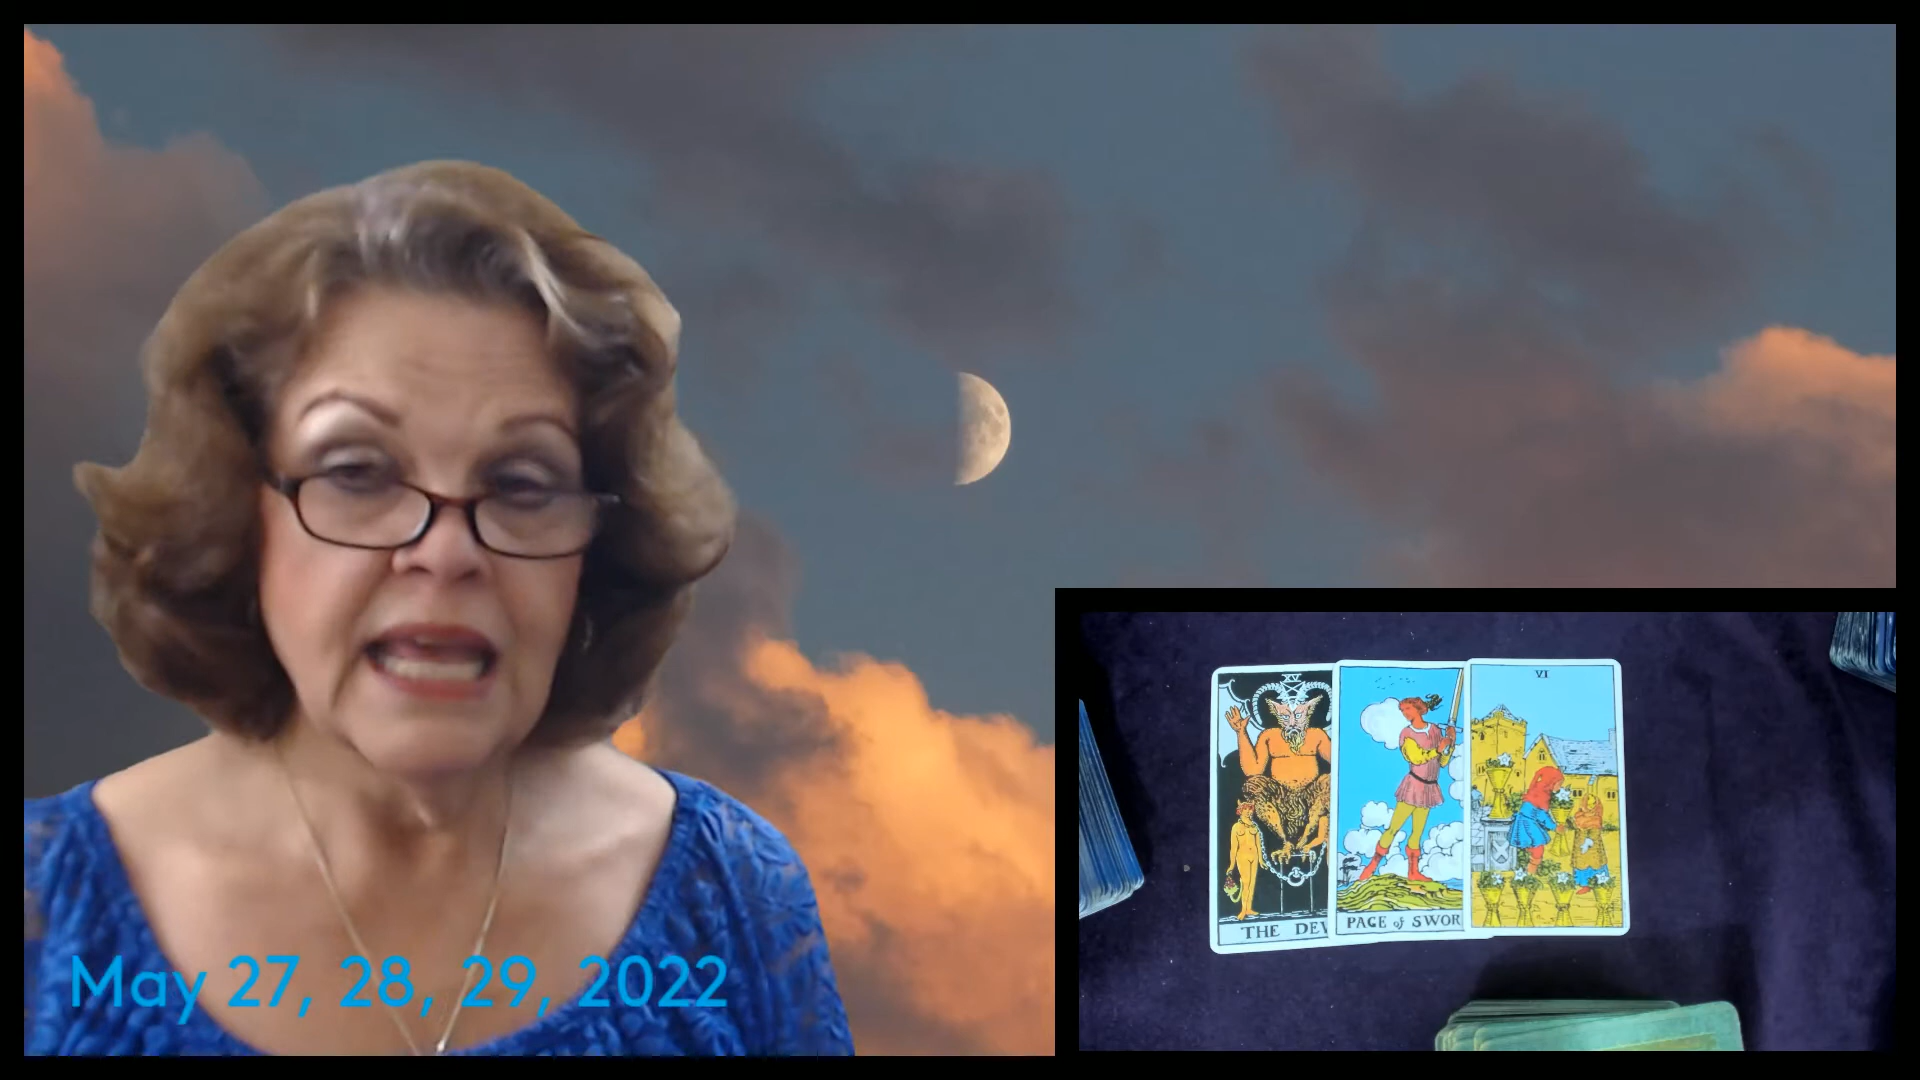 XV
VI
THE DEV
PAGE of SWOR
May 27, 28, 29, 2022